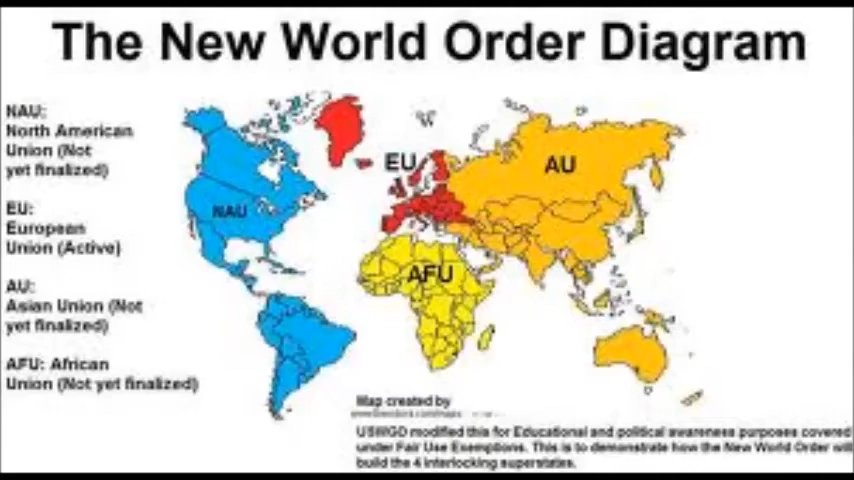 The New World Order Diagram
NAU:
North American
Union (Not
yet finalized)
EU:
European
Union (Active)
AU:
Asian Union (Not
yet finalized)
AFU: African
Union (Not yet finalized)
NAU
EU
AU
AFU
Map created by
USWGO modified this for Educational and political awareness purposes covered
under Fair Use Exemptions. This is to demonstrate how the New World Order will
build the 4 interlocking superstates.